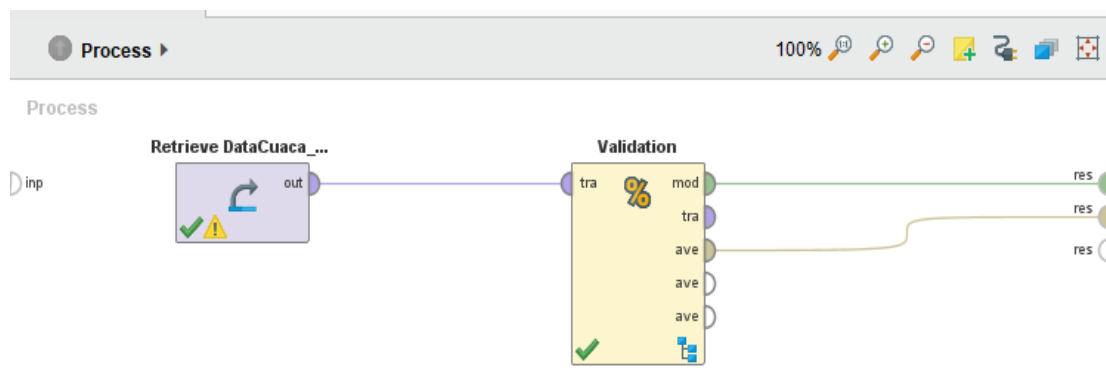 Process
100%
Process
Retrieve DataCuaca_...
Validation
inp
out
tra
mod
res
tra
res
ave
res
ave
ave